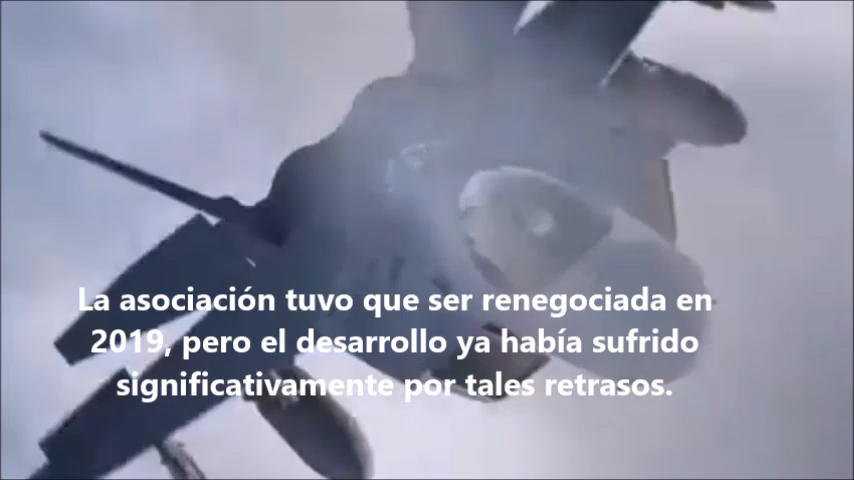 La asociación tuvo que ser renegociada en
2019, pero el desarrollo ya había sufrido
significativamente por tales retrasos.